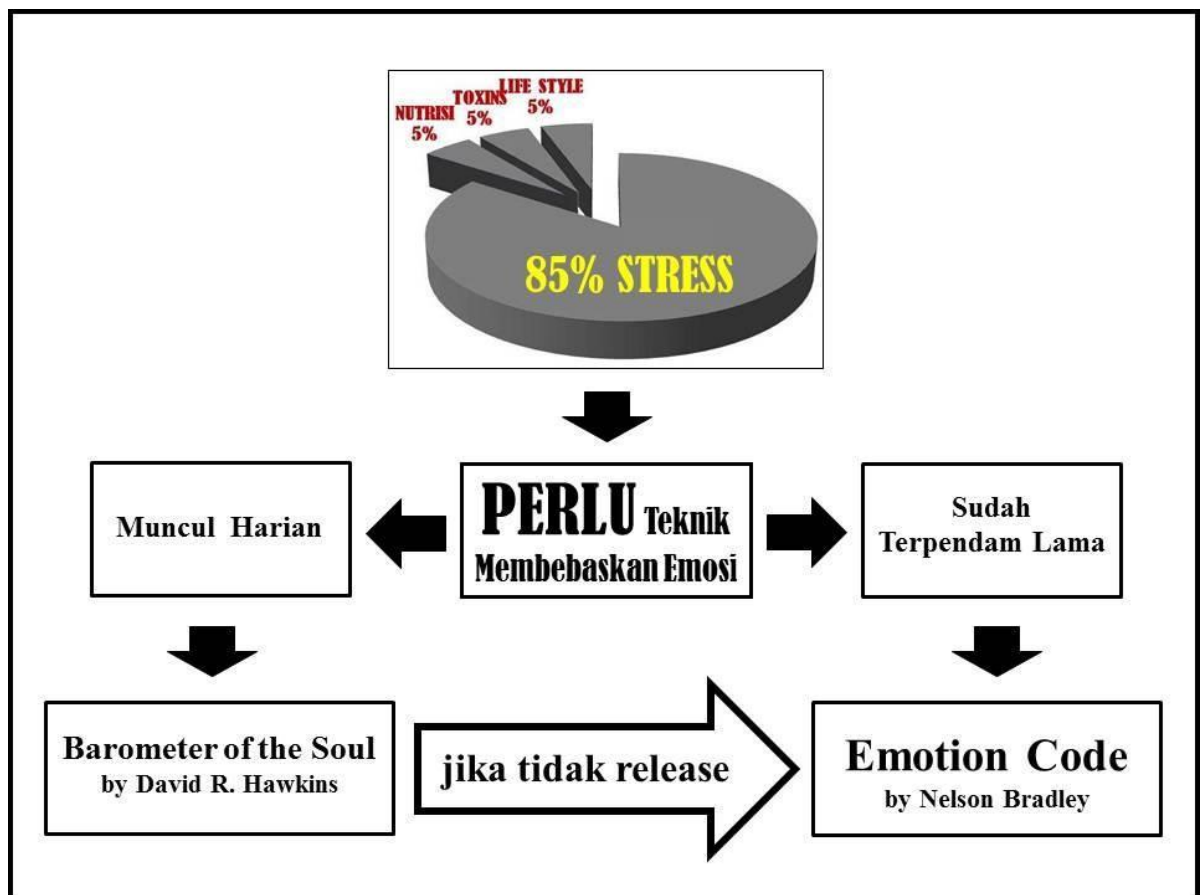 NUTRISI
5%
TOXINS
5%
LIFE STYLE
5%
85% STRESS
PERLU Teknik
Membebaskan Emosi
Muncul Harian
Sudah
Terpendam Lama
Barometer of the Soul
by David R. Hawkins
jika tidak release
Emotion Code
by Nelson Bradley